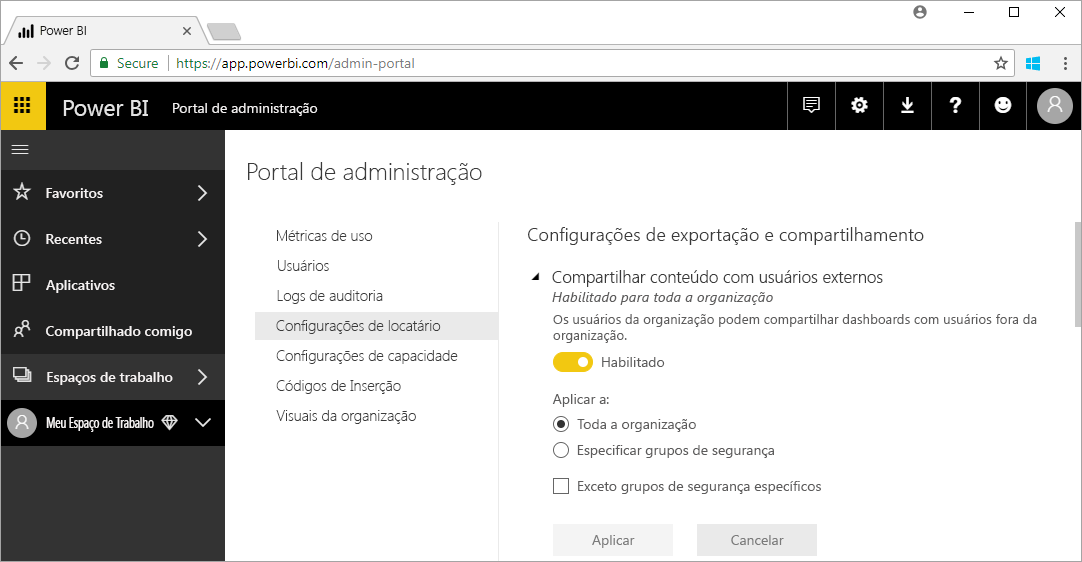 Power BI
Secure
https://app.powerbi.com/admin-portal
Power BI
Portal de administração
Favoritos
Recentes
Aplicativos
Compartilhado comigo
Espaços de trabalho
Meu Espaço de Trabalho
Portal de administração
Métricas de uso
Usuários
Logs de auditoria
Configurações de locatário
Configurações de capacidade
Códigos de Inserção
Visuais da organização
Configurações de exportação e compartilhamento
Compartilhar conteúdo com usuários externos
Habilitado para toda a organização
Os usuários da organização podem compartilhar dashboards com usuários fora da
organização.
Habilitado
Aplicar a:
Toda a organização
Especificar grupos de segurança
Exceto grupos de segurança específicos
Aplicar
Cancelar